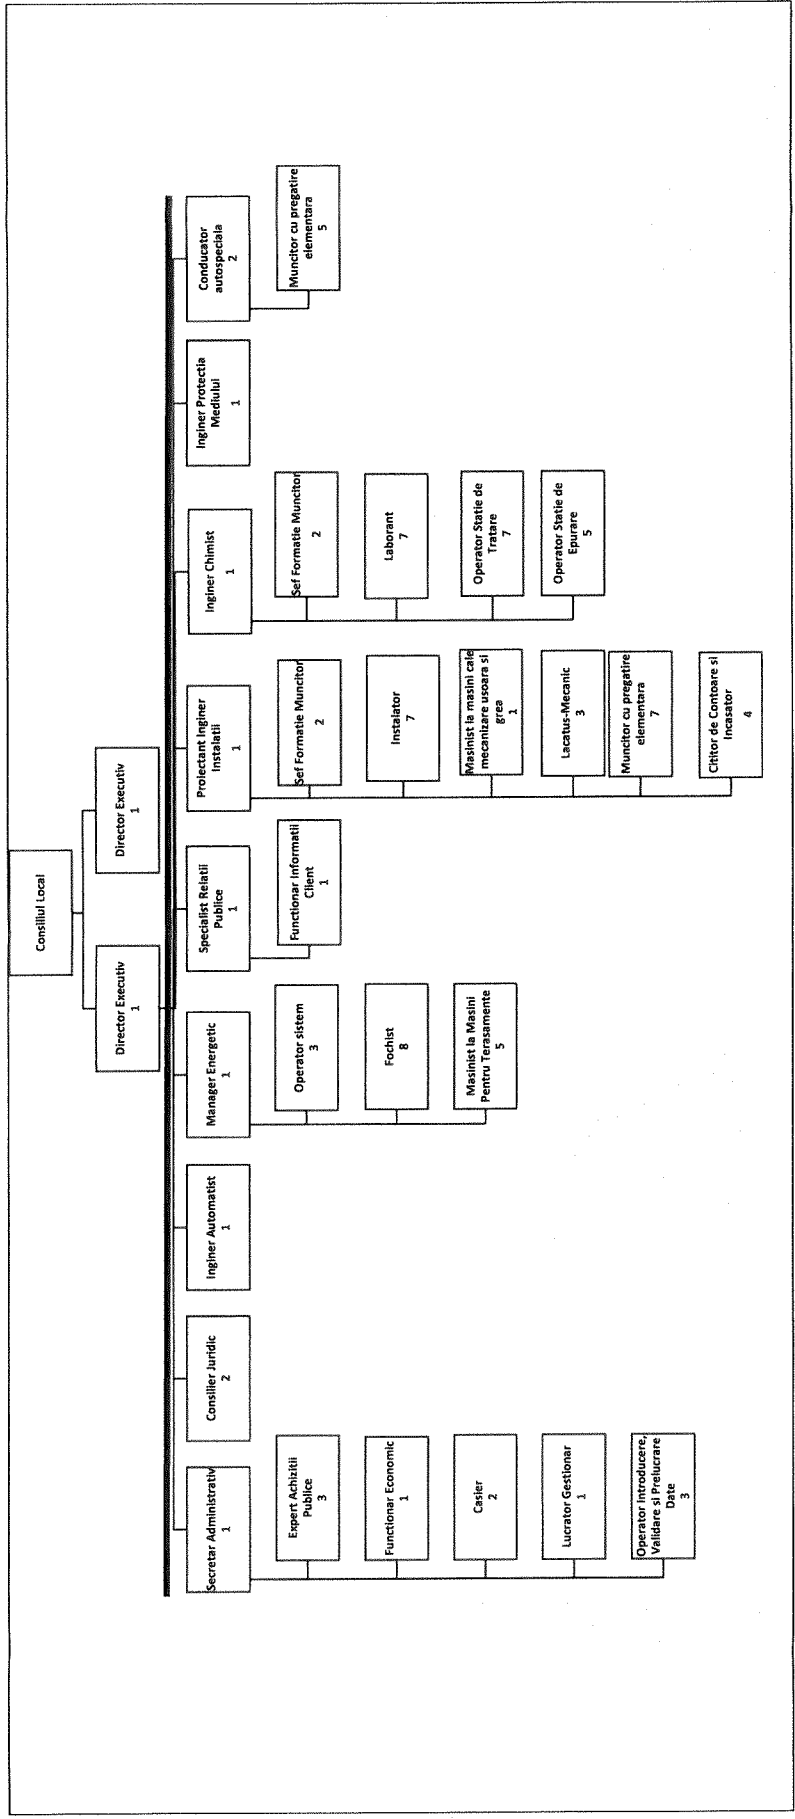 Consiliul Local
Director Executiv
1
Director Executiv
1
Secretar Administrativ
1
Consilier Juridic
2
Inginer Automatist
1
Manager Energetic
1
Specialist Relatii
Publice
1
Proiectant Inginer
Instalatii
1
Inginer Chimist
1
Inginer Protectia
Mediului
1
Conducator
autospeciala
2
Expert Achizitii
Publice
3
Functionar Economic
1
Casier
2
Lucrator Gestionar
1
Operator Introducere,
Validare si Prelucrare
Date
3
Operator sistem
3
Fochist
8
Masinist la Masini
Pentru Terasamente
5
Functionar Informatii
Client
1
Sef Formatie Muncitor
2
Instalator
7
Masinist la masini cale
mecanizare usoara si
grea
1
Lacatus-Mecanic
3
Muncitor cu pregatire
elementara
7
Cititor de Contoare si
Incasator
4
Sef Formatie Muncitor
2
Laborant
7
Operator Statie de
Tratare
7
Operator Statie de
Epurare
5
Muncitor cu pregatire
elementara
5